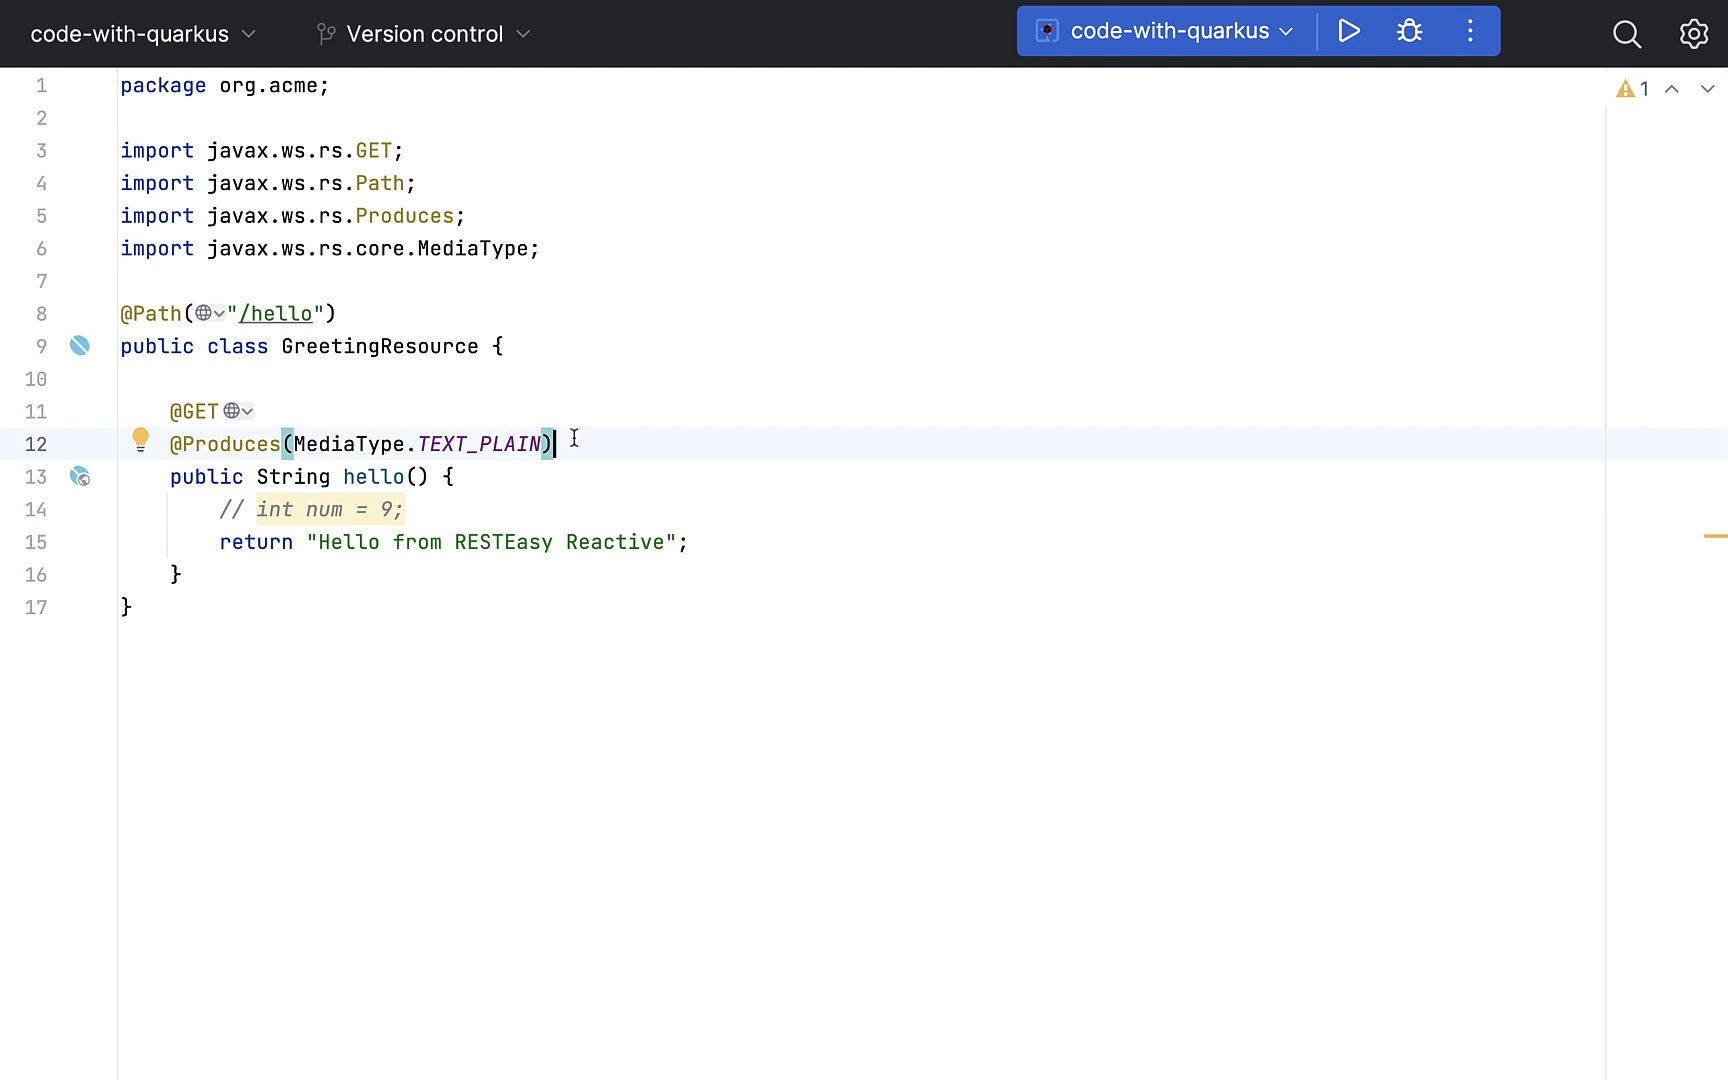 code-with-quarkus Version control code-with-quarkus
1 package org.acme; 1
2
3 import javax.ws.rs.GET;
4 import javax.ws.rs.Path;
5 import javax.ws.rs.Produces;
6 import javax.ws.rs.core.MediaType;
7
8 @Path("/hello")
9 public class GreetingResource {
10
11 @GET
12 @Produces(MediaType.TEXT_PLAIN)
13 public String hello() {
14 // int num = 9;
15 return "Hello from RESTEasy Reactive";
16 }
17 }